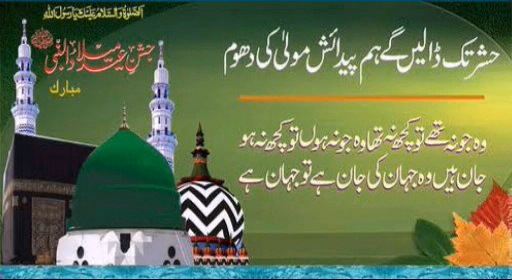 الصلوٰۃ والسلام علیک یا رسول اللہ
جشن عید میلاد النبی
مبارک
حشر تک ڈالیں گے ہم پیدائش مولیٰ کی دھوم
وہ جو نہ تھے تو کچھ نہ تھا وہ جو نہ ہوں تو کچھ نہ ہو
جان ہیں وہ جہان کی جان ہے تو جہان ہے